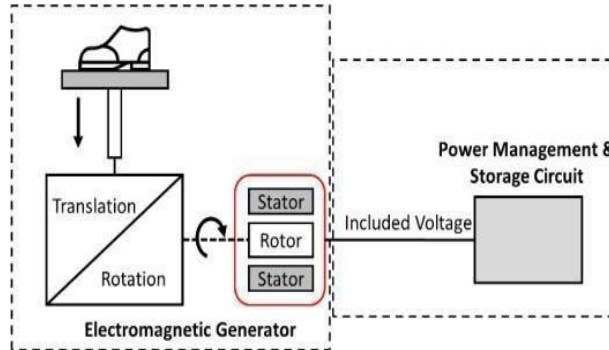 Power Management &
Storage Circuit
Translation
Rotation
Stator
Rotor
Stator
Included Voltage
Electromagnetic Generator